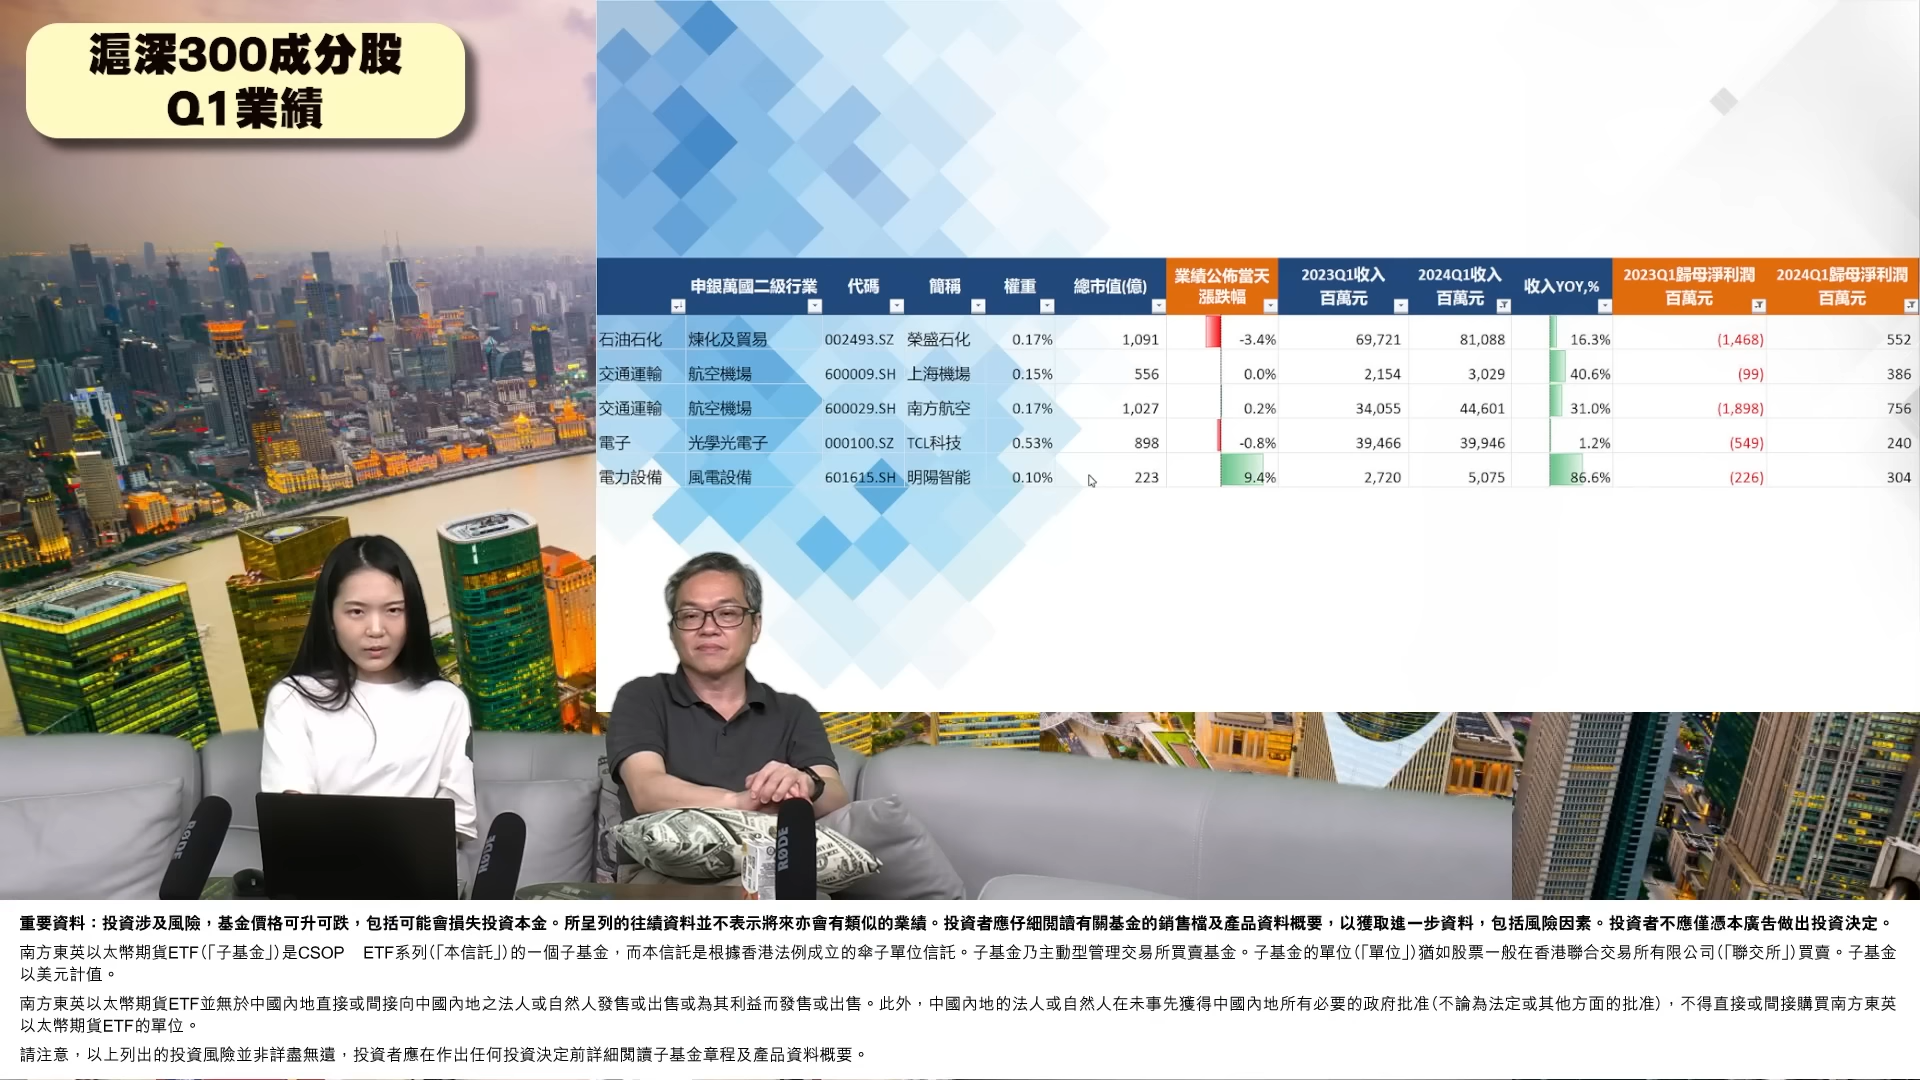 滬深300成分股
Q1業績
申銀萬國二級行業 代碼 簡稱 權重 總市值(億) 業績公佈當天漲跌幅 2023Q1收入百萬元 2024Q1收入百萬元 收入YOY,% 2023Q1歸母淨利潤百萬元 2024Q1歸母淨利潤百萬元
石油石化 煉化及貿易 002493.SZ 榮盛石化 0.17% 1,091 -3.4% 69,721 81,088 16.3% (1,468) 552
交通運輸 航空機場 600009.SH 上海機場 0.15% 556 0.0% 2,154 3,029 40.6% (99) 386
交通運輸 航空機場 600029.SH 南方航空 0.17% 1,027 0.2% 34,055 44,601 31.0% (1,898) 756
電子 光學光電子 000100.SZ TCL科技 0.53% 898 -0.8% 39,466 39,946 1.2% (549) 240
電力設備 風電設備 601615.SH 明陽智能 0.10% 223 9.4% 2,720 5,075 86.6% (226) 304
RØDE
RØDE
RØDE
重要資料：投資涉及風險，基金價格可升可跌，包括可能會損失投資本金。所呈列的往績資料並不表示將來亦會有類似的業績。投資者應仔細閱讀有關基金的銷售檔及產品資料概要，以獲取進一步資料，包括風險因素。投資者不應僅憑本廣告做出投資決定。
南方東英以太幣期貨ETF(「子基金」)是CSOP ETF系列(「本信託」)的一個子基金，而本信託是根據香港法例成立的傘子單位信託。子基金乃主動型管理交易所買賣基金。子基金的單位(「單位」)猶如股票一般在香港聯合交易所有限公司(「聯交所」)買賣。子基金
以美元計值。
南方東英以太幣期貨ETF並無於中國內地直接或間接向中國內地之法人或自然人發售或出售或為其利益而發售或出售。此外，中國內地的法人或自然人在未事先獲得中國內地所有必要的政府批准(不論為法定或其他方面的批准)，不得直接或間接購買南方東英
以太幣期貨ETF的單位。
請注意，以上列出的投資風險並非詳盡無遺，投資者應在作出任何投資決定前詳細閱讀子基金章程及產品資料概要。